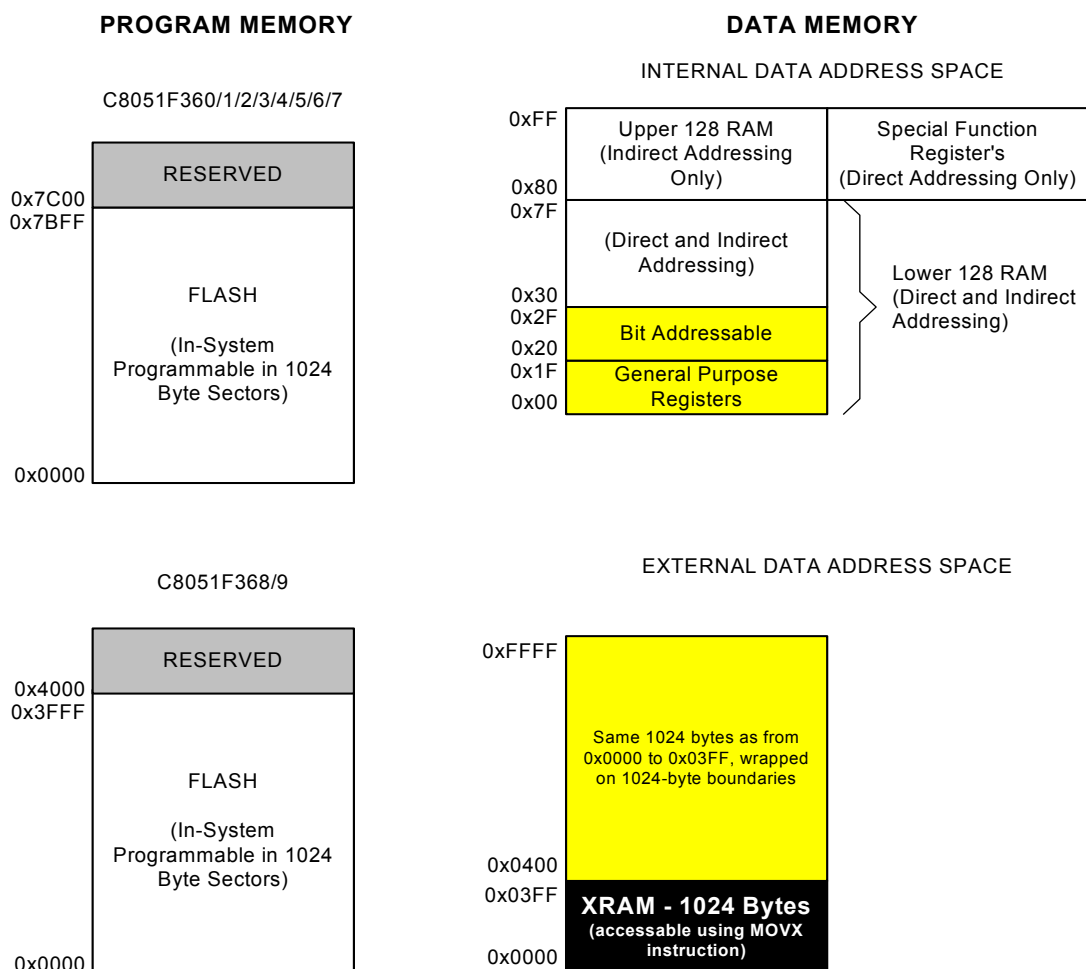 PROGRAM MEMORY
C8051F360/1/2/3/4/5/6/7
RESERVED
0x7C00
0x7BFF
FLASH
(In-System
Programmable in 1024
Byte Sectors)
0x0000
C8051F368/9
RESERVED
0x4000
0x3FFF
FLASH
(In-System
Programmable in 1024
Byte Sectors)
0x0000
DATA MEMORY
INTERNAL DATA ADDRESS SPACE
0xFF
Upper 128 RAM
(Indirect Addressing
Only)
Special Function
Register's
(Direct Addressing Only)
0x80
0x7F
(Direct and Indirect
Addressing)
Lower 128 RAM
(Direct and Indirect
Addressing)
0x30
0x2F
Bit Addressable
0x20
0x1F
General Purpose
Registers
0x00
EXTERNAL DATA ADDRESS SPACE
0xFFFF
Same 1024 bytes as from
0x0000 to 0x03FF, wrapped
on 1024-byte boundaries
0x0400
0x03FF
XRAM - 1024 Bytes
(accessable using MOVX
instruction)
0x0000